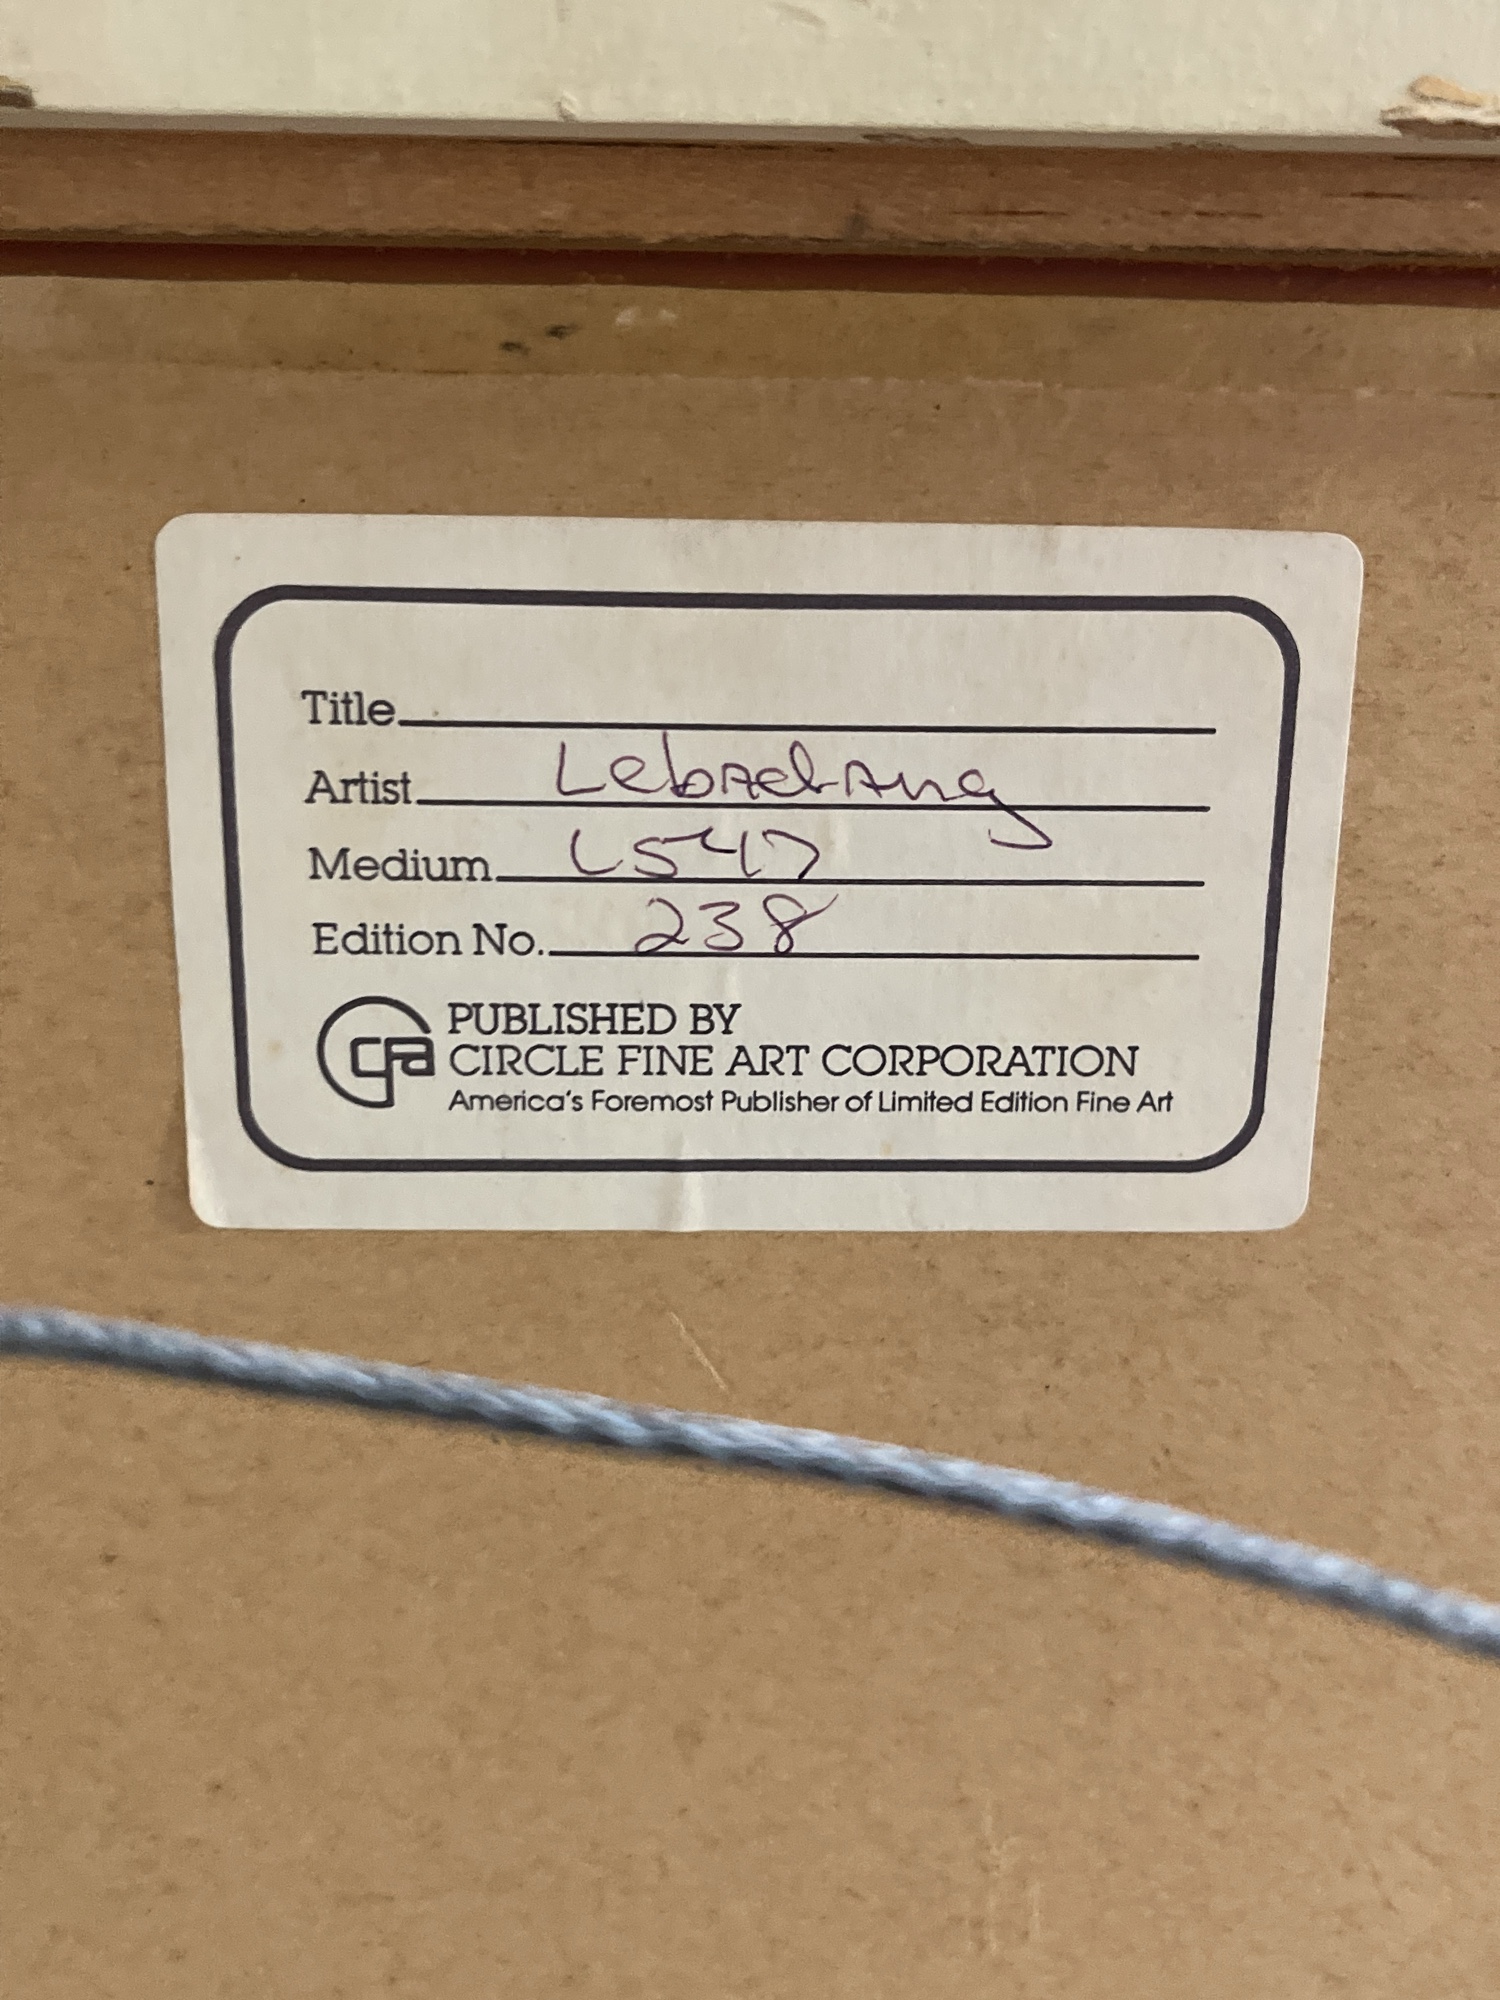 Title
Artist Lebadang
Medium LS47
Edition No. 238
cfa PUBLISHED BY
CIRCLE FINE ART CORPORATION
America's Foremost Publisher of Limited Edition Fine Art